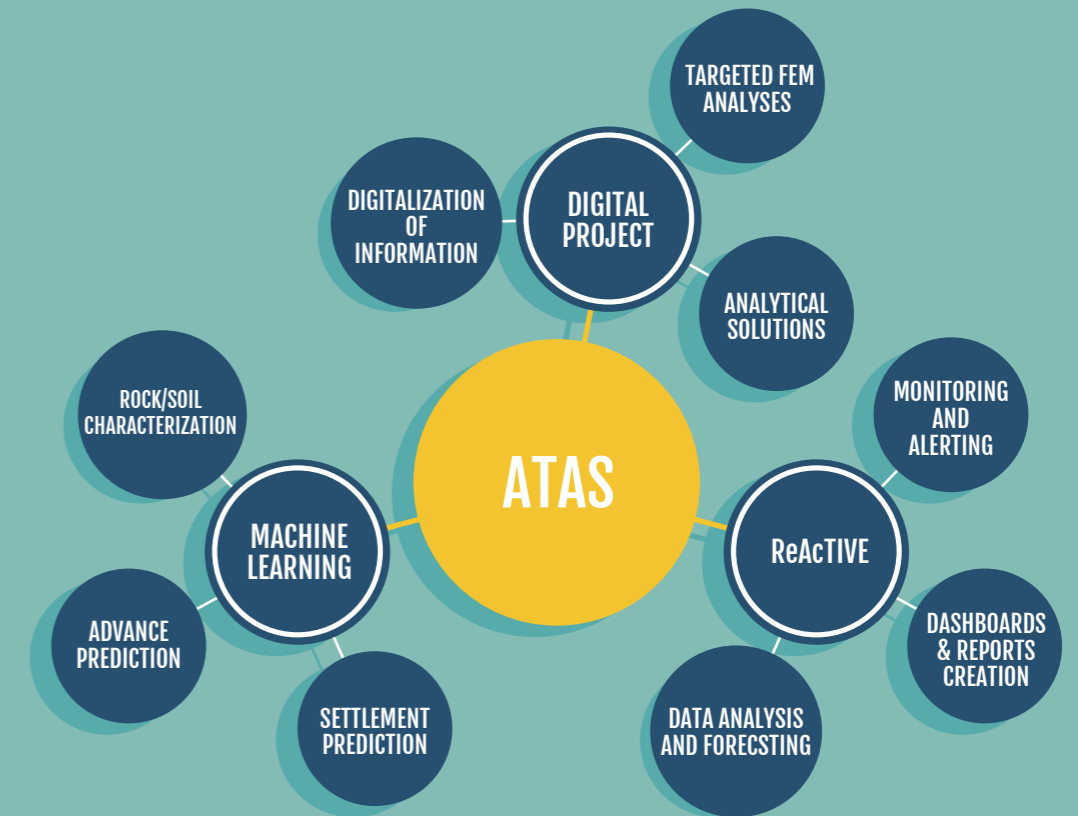 TARGETED FEM
ANALYSES
DIGITALIZATION
OF
INFORMATION
DIGITAL
PROJECT
ANALYTICAL
SOLUTIONS
ROCK/SOIL
CHARACTERIZATION
MONITORING
AND
ALERTING
ATAS
MACHINE
LEARNING
ReAcTIVE
ADVANCE
PREDICTION
DASHBOARDS
& REPORTS
CREATION
SETTLEMENT
PREDICTION
DATA ANALYSIS
AND FORECSTING